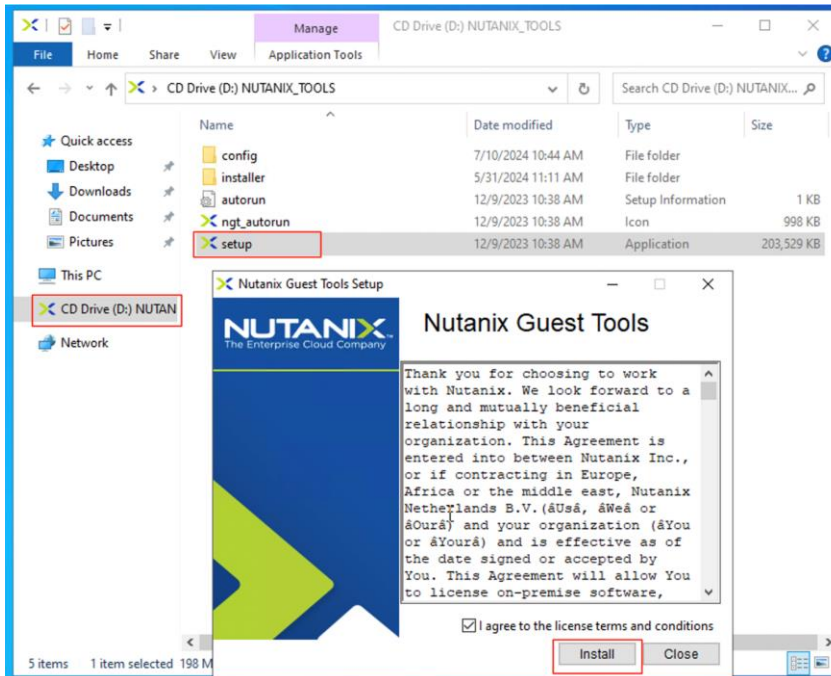 Manage
CD Drive (D:) NUTANIX_TOOLS
File Home Share View Application Tools
CD Drive (D:) NUTANIX_TOOLS
Search CD Drive (D:) NUTANIX...
Name Date modified Type Size
Quick access
Desktop
Downloads
Documents
Pictures
This PC
CD Drive (D:) NUTAN
Network
config 7/10/2024 10:44 AM File folder
installer 5/31/2024 11:11 AM File folder
autorun 12/9/2023 10:38 AM Setup Information 1 KB
ngt_autorun 12/9/2023 10:38 AM Icon 998 KB
setup 12/9/2023 10:38 AM Application 203,529 KB
Nutanix Guest Tools Setup
NUTANIX
The Enterprise Cloud Company
Nutanix Guest Tools
Thank you for choosing to work
with Nutanix. We look forward to a
long and mutually beneficial
relationship with your
organization. This Agreement is
entered into between Nutanix Inc.,
or if contracting in Europe,
Africa or the middle east, Nutanix
Netherlands B.V.(âUsâ, âWeâ or
âOurâ) and your organization (âYou
or âYourâ) and is effective as of
the date signed or accepted by
You. This Agreement will allow You
to license on-premise software,
I agree to the license terms and conditions
Install Close
5 items 1 item selected 198 M